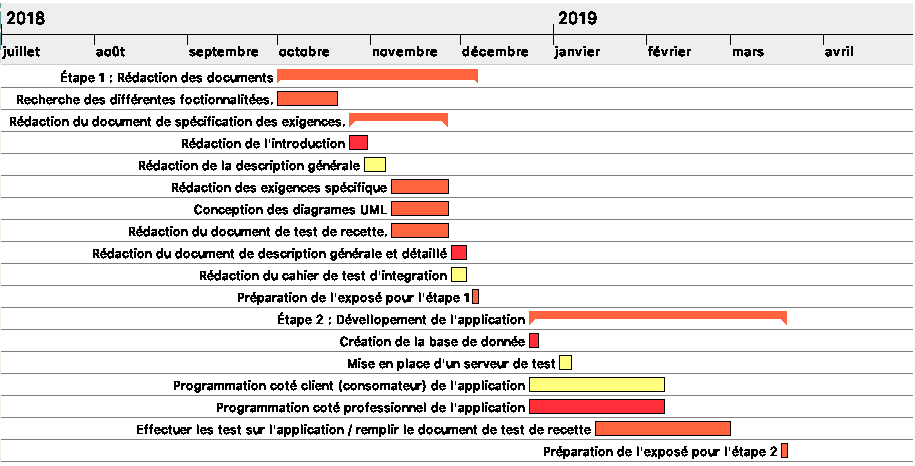 2018 2019
juillet août septembre octobre novembre décembre janvier février mars avril
Étape 1 : Rédaction des documents
Recherche des différentes foctionnalitées.
Rédaction du document de spécification des exigences.
Rédaction de l'introduction
Rédaction de la description générale
Rédaction des exigences spécifique
Conception des diagrames UML
Rédaction du document de test de recette.
Rédaction du document de description générale et détaillé
Rédaction du cahier de test d'integration
Préparation de l'exposé pour l'étape 1
Étape 2 : Dévellopement de l'application
Création de la base de donnée
Mise en place d'un serveur de test
Programmation coté client (consomateur) de l'application
Programmation coté professionnel de l'application
Effectuer les test sur l'application / remplir le document de test de recette
Préparation de l'exposé pour l'étape 2